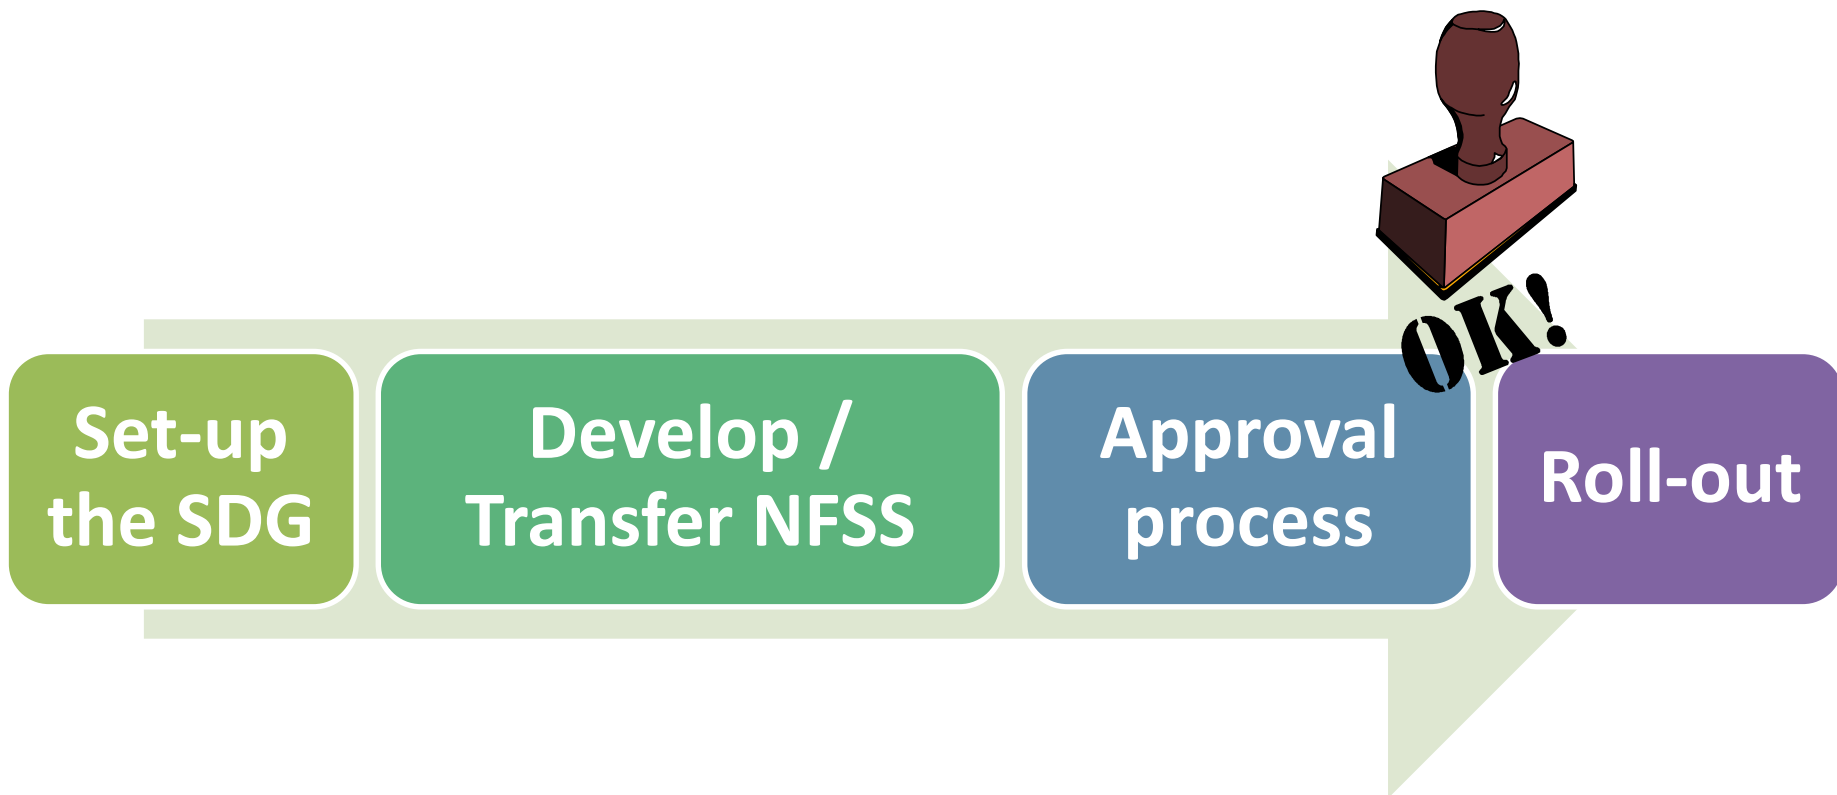 OK!
Set-up
the SDG
Develop /
Transfer NFSS
Approval
process
Roll-out